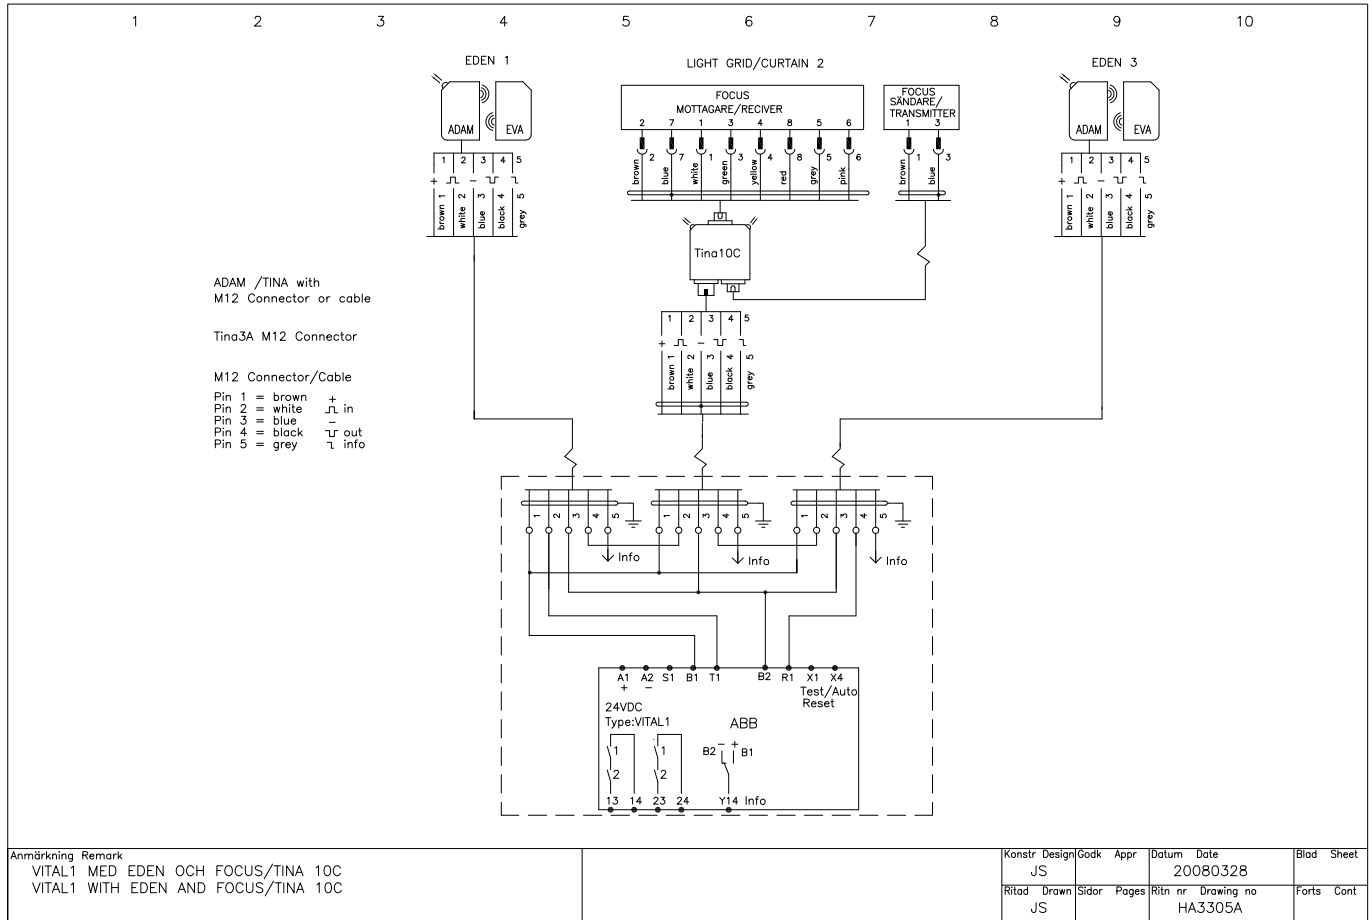 1 2 3 4 5 6 7 8 9 10
EDEN 1
LIGHT GRID/CURTAIN 2
EDEN 3
ADAM
EVA
FOCUS
MOTTAGARE/RECIVER
2 7 1 3 4 8 5 6
FOCUS
SÄNDARE/
TRANSMITTER
1 3
ADAM
EVA
2 7 1 3 4 8 5 6
brown blue white green yellow red grey pink
1 3
brown blue
1 2 3 4 5
+ −
brown 1 white 2 blue 3 black 4 grey 5
1 2 3 4 5
+ −
brown 1 white 2 blue 3 black 4 grey 5
Tina10C
ADAM /TINA with
M12 Connector or cable
Tina3A M12 Connector
M12 Connector/Cable
Pin 1 = brown +
Pin 2 = white in
Pin 3 = blue −
Pin 4 = black out
Pin 5 = grey info
1 2 3 4 5
+ −
brown 1 white 2 blue 3 black 4 grey 5
1 2 3 4 5
1 2 3 4 5
1 2 3 4 5
Info
Info
Info
A1 A2 S1 B1 T1 B2 R1 X1 X4
+ −
Test/Auto
Reset
24VDC
Type:VITAL1
ABB
1 1
2 2
B2 − + B1
13 14 23 24 Y14 Info
Anmärkning Remark
VITAL1 MED EDEN OCH FOCUS/TINA 10C
VITAL1 WITH EDEN AND FOCUS/TINA 10C
Konstr Design Godk Appr Datum Date Blad Sheet
JS 20080328
Ritad Drawn Sidor Pages Ritn nr Drawing no Forts Cont
JS HA3305A